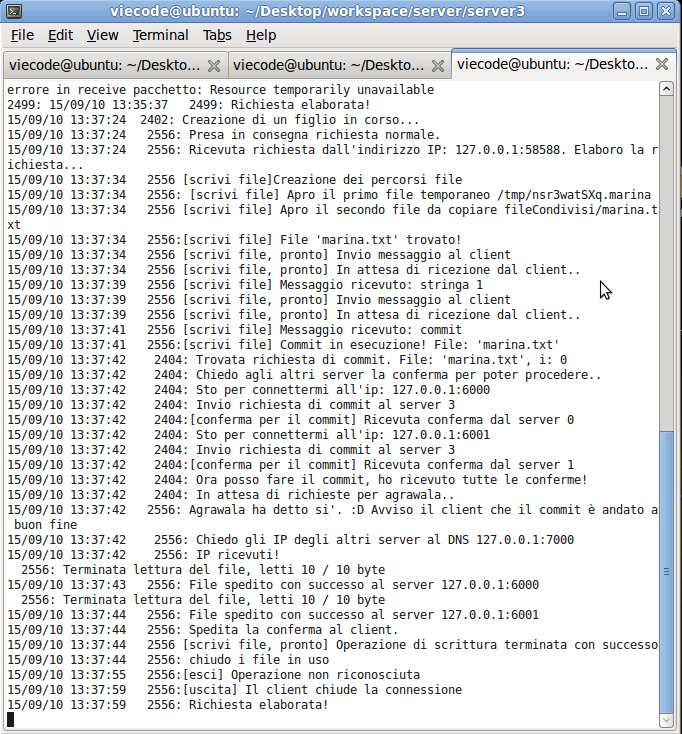 viecode@ubuntu: ~/Desktop/workspace/server/server3
File Edit View Terminal Tabs Help
viecode@ubuntu: ~/Deskto... viecode@ubuntu: ~/Deskto... viecode@ubuntu: ~/Deskto...
errore in receive pacchetto: Resource temporarily unavailable
2499: 15/09/10 13:35:37   2499: Richiesta elaborata!
15/09/10 13:37:24  2402: Creazione di un figlio in corso...
15/09/10 13:37:24   2556: Presa in consegna richiesta normale.
15/09/10 13:37:24   2556: Ricevuta richiesta dall'indirizzo IP: 127.0.0.1:58588. Elaboro la r
ichiesta...
15/09/10 13:37:34   2556 [scrivi file]Creazione dei percorsi file
15/09/10 13:37:34   2556: [scrivi file] Apro il primo file temporaneo /tmp/nsr3watSXq.marina
15/09/10 13:37:34   2556 [scrivi file] Apro il secondo file da copiare fileCondivisi/marina.t
xt
15/09/10 13:37:34   2556:[scrivi file] File 'marina.txt' trovato!
15/09/10 13:37:34   2556 [scrivi file, pronto] Invio messaggio al client
15/09/10 13:37:34   2556 [scrivi file, pronto] In attesa di ricezione dal client..
15/09/10 13:37:39   2556 [scrivi file] Messaggio ricevuto: stringa 1
15/09/10 13:37:39   2556 [scrivi file, pronto] Invio messaggio al client
15/09/10 13:37:39   2556 [scrivi file, pronto] In attesa di ricezione dal client..
15/09/10 13:37:41   2556 [scrivi file] Messaggio ricevuto: commit
15/09/10 13:37:41   2556:[scrivi file] Commit in esecuzione! File: 'marina.txt'
15/09/10 13:37:42    2404: Trovata richiesta di commit. File: 'marina.txt', i: 0
15/09/10 13:37:42    2404: Chiedo agli altri server la conferma per poter procedere..
15/09/10 13:37:42    2404: Sto per connettermi all'ip: 127.0.0.1:6000
15/09/10 13:37:42    2404: Invio richiesta di commit al server 3
15/09/10 13:37:42    2404:[conferma per il commit] Ricevuta conferma dal server 0
15/09/10 13:37:42    2404: Sto per connettermi all'ip: 127.0.0.1:6001
15/09/10 13:37:42    2404: Invio richiesta di commit al server 3
15/09/10 13:37:42    2404:[conferma per il commit] Ricevuta conferma dal server 1
15/09/10 13:37:42    2404: Ora posso fare il commit, ho ricevuto tutte le conferme!
15/09/10 13:37:42    2404: In attesa di richieste per agrawala..
15/09/10 13:37:42   2556: Agrawala ha detto si'. :D Avviso il client che il commit è andato a
 buon fine
15/09/10 13:37:42    2556: Chiedo gli IP degli altri server al DNS 127.0.0.1:7000
15/09/10 13:37:42    2556: IP ricevuti!
  2556: Terminata lettura del file, letti 10 / 10 byte
15/09/10 13:37:43   2556: File spedito con successo al server 127.0.0.1:6000
  2556: Terminata lettura del file, letti 10 / 10 byte
15/09/10 13:37:44   2556: File spedito con successo al server 127.0.0.1:6001
15/09/10 13:37:44   2556: Spedita la conferma al client.
15/09/10 13:37:44   2556 [scrivi file, pronto] Operazione di scrittura terminata con successo
15/09/10 13:37:44   2556: chiudo i file in uso
15/09/10 13:37:55   2556:[esci] Operazione non riconosciuta
15/09/10 13:37:59   2556:[uscita] Il client chiude la connessione
15/09/10 13:37:59   2556: Richiesta elaborata!